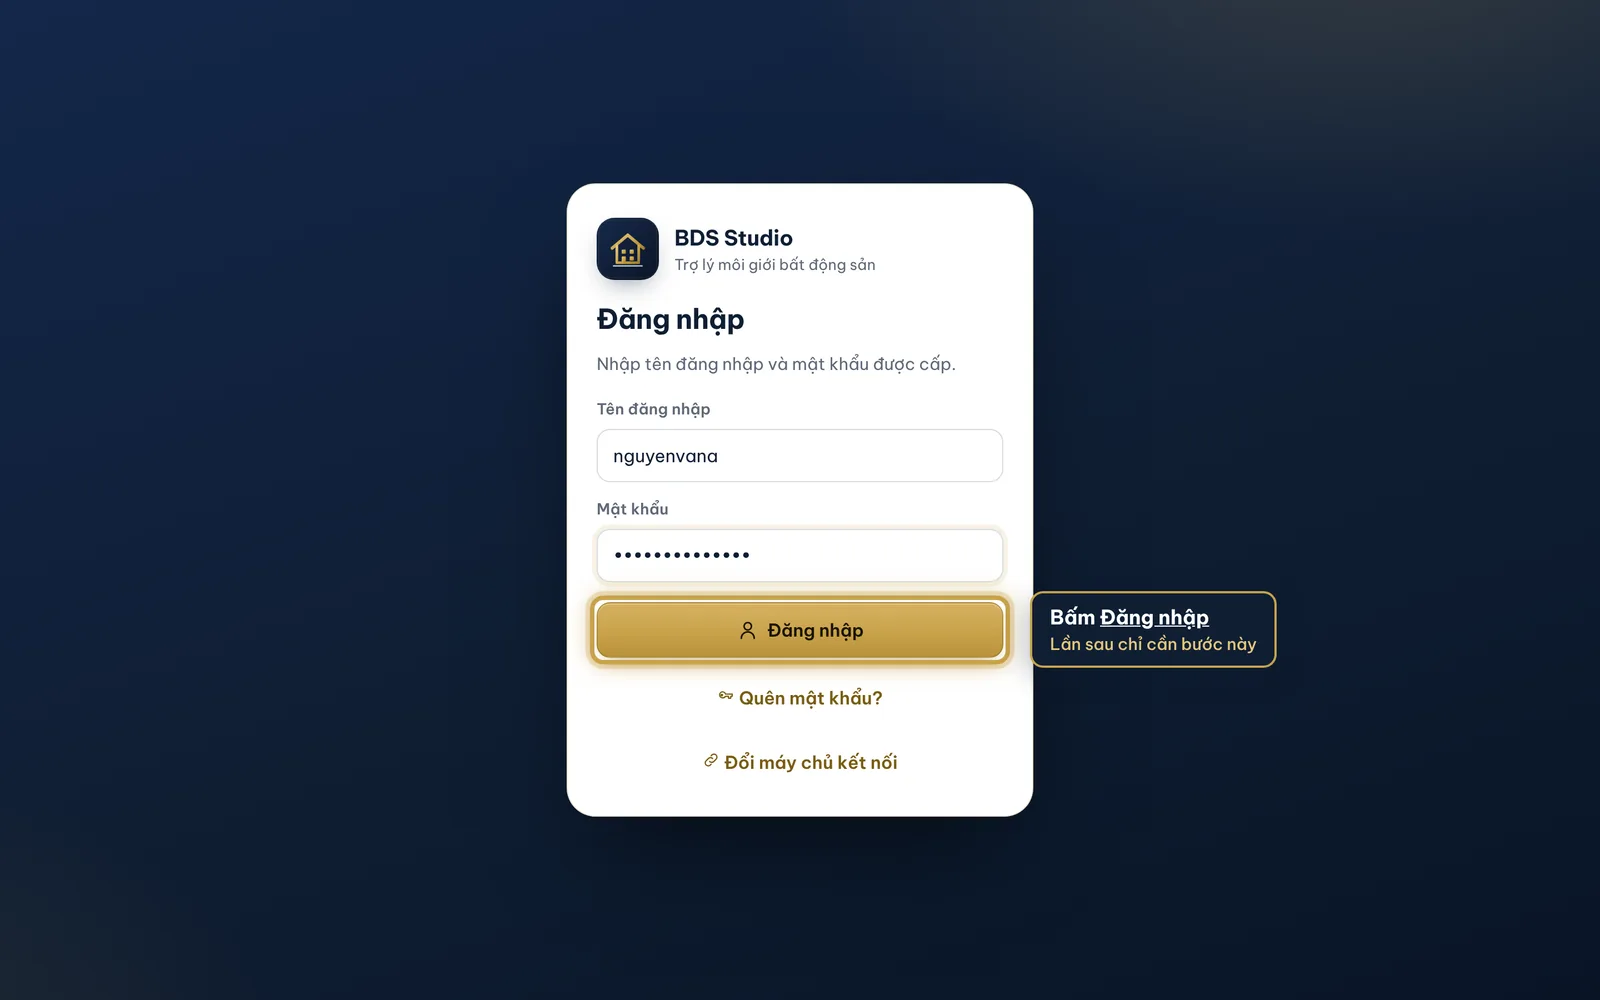 BDS Studio
Trợ lý môi giới bất động sản
Đăng nhập
Nhập tên đăng nhập và mật khẩu được cấp.
Tên đăng nhập
nguyenvana
Mật khẩu
••••••••••••••
Đăng nhập
Bấm Đăng nhập
Lần sau chỉ cần bước này
Quên mật khẩu?
Đổi máy chủ kết nối